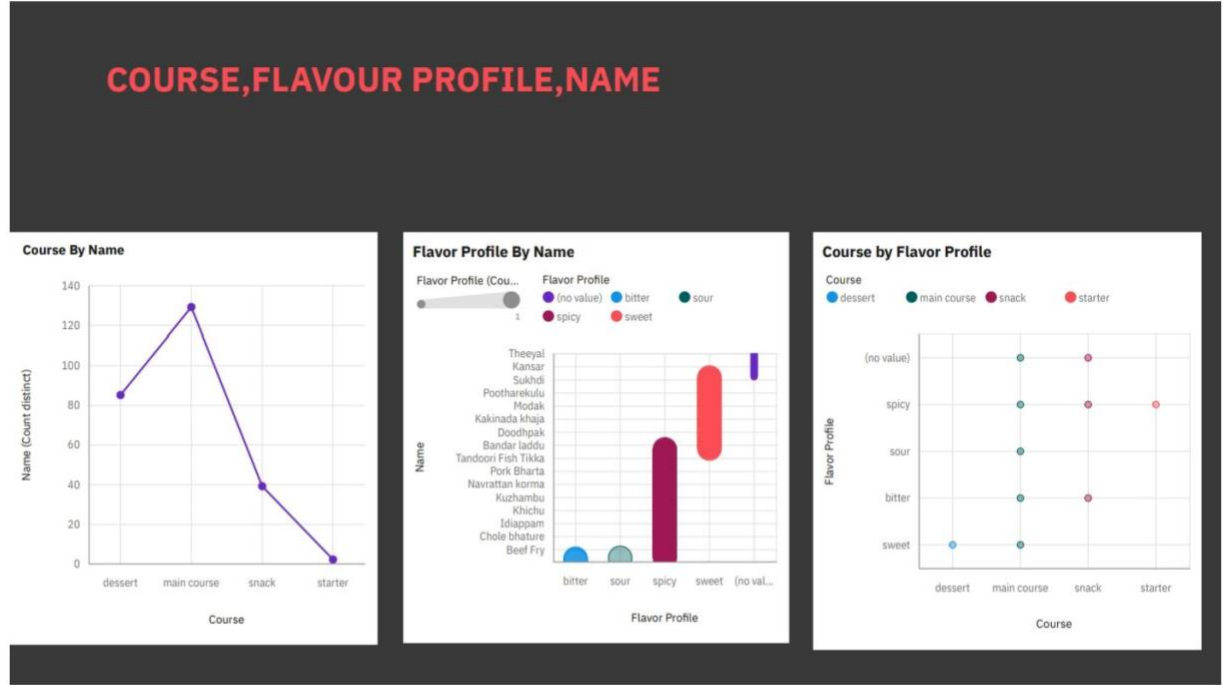 COURSE,FLAVOUR PROFILE,NAME
Course By Name
140
120
100
80
60
40
20
0
Name (Count distinct)
dessert main course snack starter
Course
Flavor Profile By Name
Flavor Profile (Cou...
1
Flavor Profile
(no value) bitter sour
spicy sweet
Name
Theeyal
Kansar
Sukhdi
Pootharekulu
Modak
Kakinada khaja
Doodhpak
Bandar laddu
Tandoori Fish Tikka
Pork Bharta
Navrattan korma
Kuzhambu
Khichu
Idiappam
Chole bhature
Beef Fry
bitter sour spicy sweet (no val...
Flavor Profile
Course by Flavor Profile
Course
dessert main course snack starter
Flavor Profile
(no value)
spicy
sour
bitter
sweet
dessert main course snack starter
Course